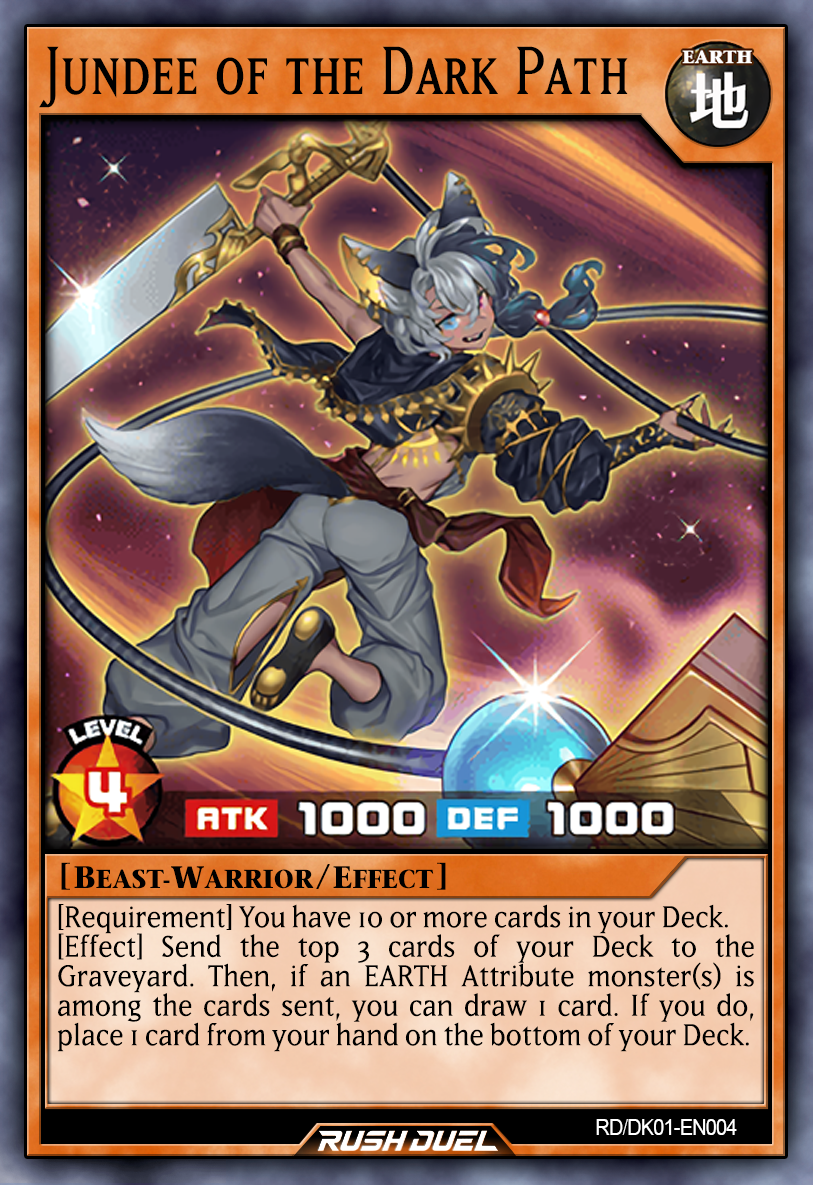 Jundee of the Dark Path
EARTH
地
LEVEL
4
ATK 1000 DEF 1000
[Beast-Warrior/Effect]
[Requirement] You have 10 or more cards in your Deck.
[Effect] Send the top 3 cards of your Deck to the
Graveyard. Then, if an EARTH Attribute monster(s) is
among the cards sent, you can draw 1 card. If you do,
place 1 card from your hand on the bottom of your Deck.
RD/DK01-EN004
RUSH DUEL